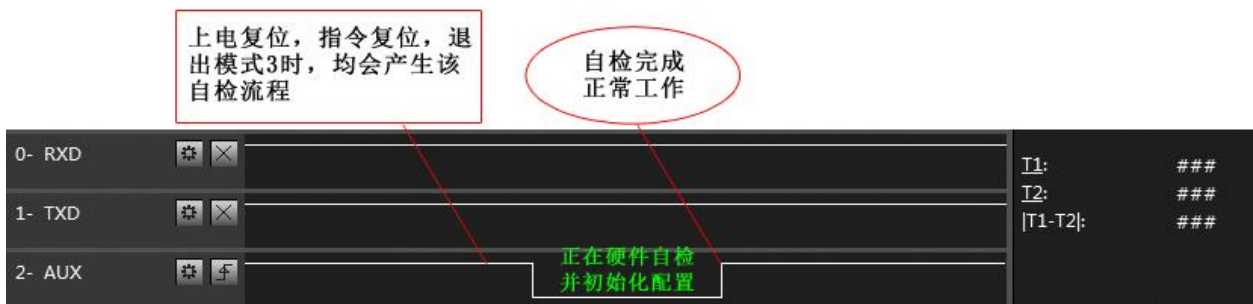 上电复位，指令复位，退
出模式3时，均会产生该
自检流程
自检完成
正常工作
0- RXD
T1: ###
T2: ###
1- TXD
|T1-T2|: ###
2- AUX
正在硬件自检
并初始化配置